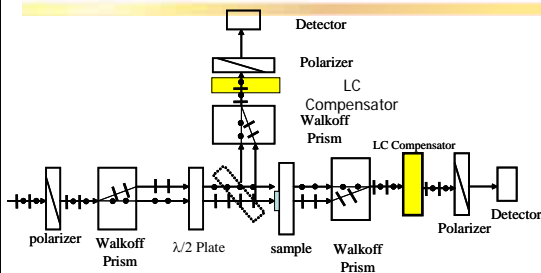 Detector
Polarizer
LC
Compensator
Walkoff
Prism
LC Compensator
polarizer
Walkoff
Prism
λ/2 Plate
sample
Walkoff
Prism
Polarizer
Detector